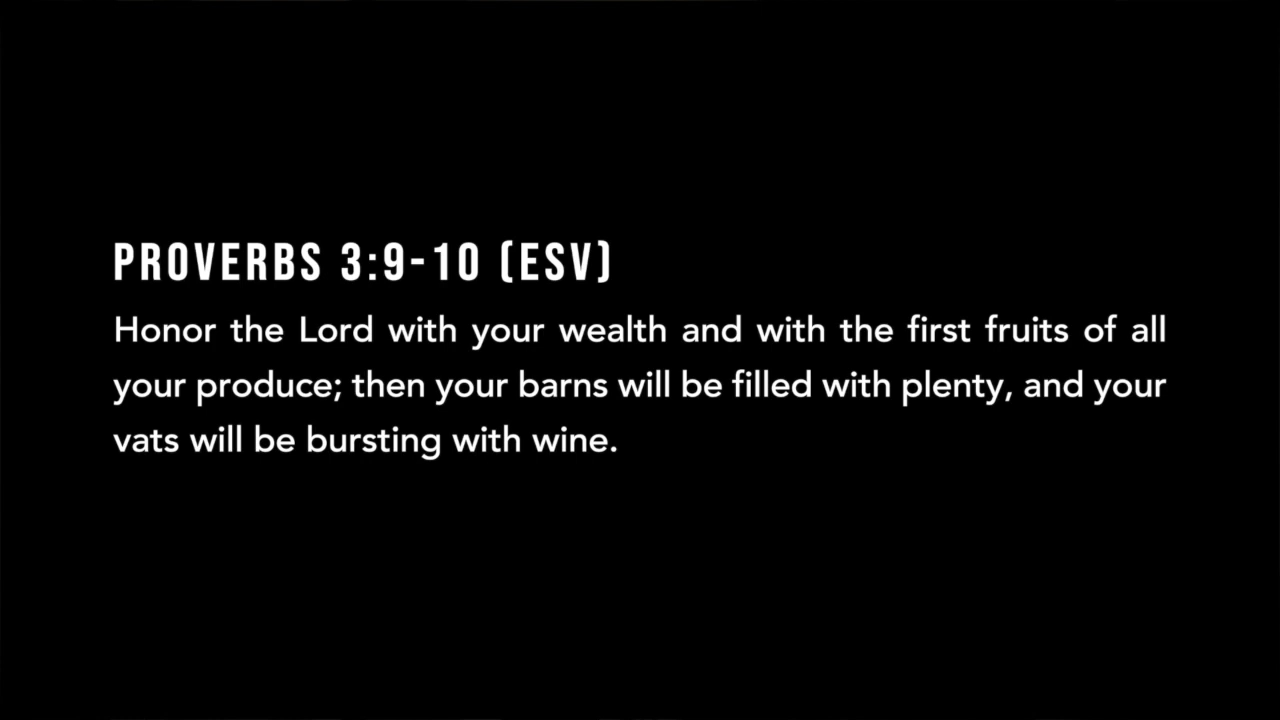 PROVERBS 3:9-10 (ESV)
Honor the Lord with your wealth and with the first fruits of all
your produce; then your barns will be filled with plenty, and your
vats will be bursting with wine.